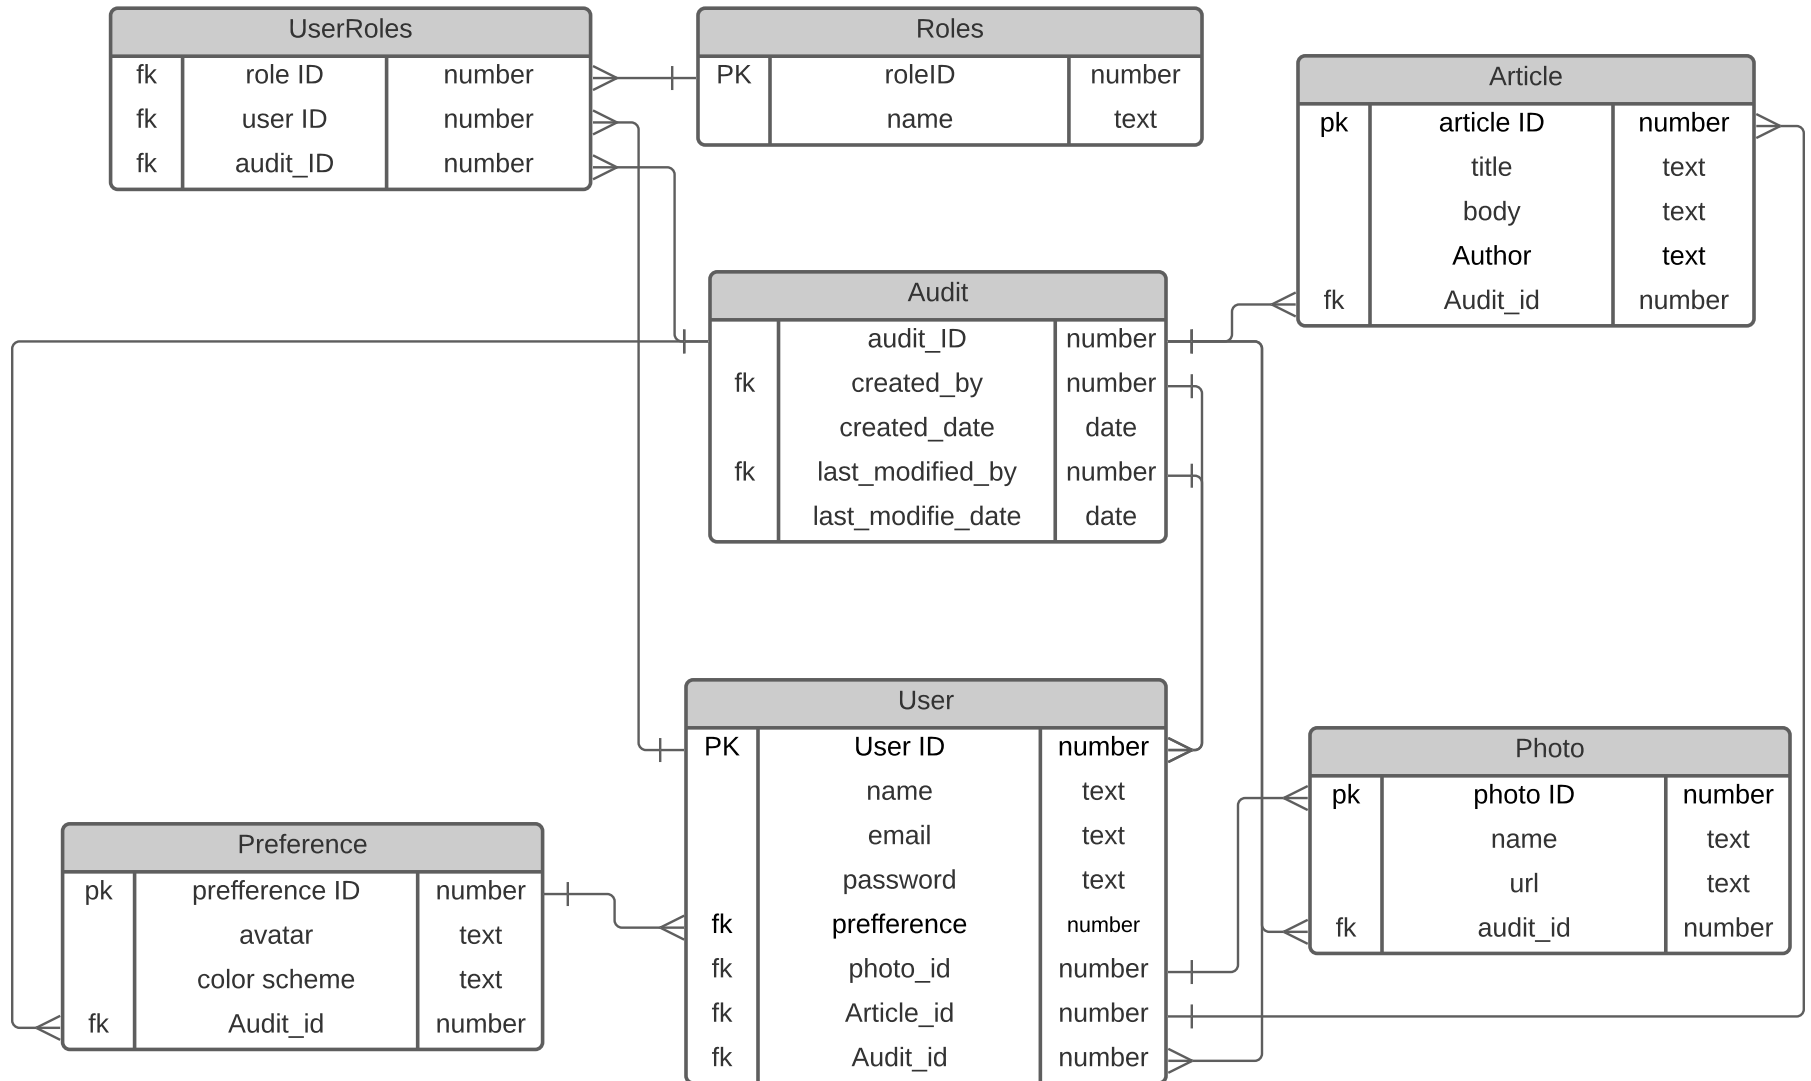 UserRoles
fk role ID number
fk user ID number
fk audit_ID number
Roles
PK roleID number
name text
Article
pk article ID number
title text
body text
Author text
fk Audit_id number
Audit
audit_ID number
fk created_by number
created_date date
fk last_modified_by number
last_modifie_date date
User
PK User ID number
name text
email text
password text
fk prefference number
fk photo_id number
fk Article_id number
fk Audit_id number
Photo
pk photo ID number
name text
url text
fk audit_id number
Preference
pk prefference ID number
avatar text
color scheme text
fk Audit_id number